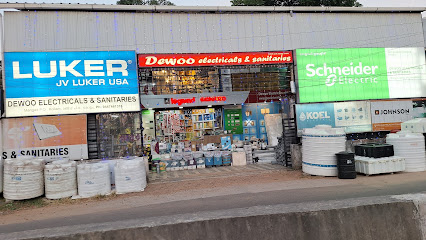 LUKER®
JV LUKER USA
DEWOO ELECTRICALS & SANITARIES
Dewoo electricals & sanitaries
Schneider
Electric
KOEL
JOHNSON
S & SANITARIES